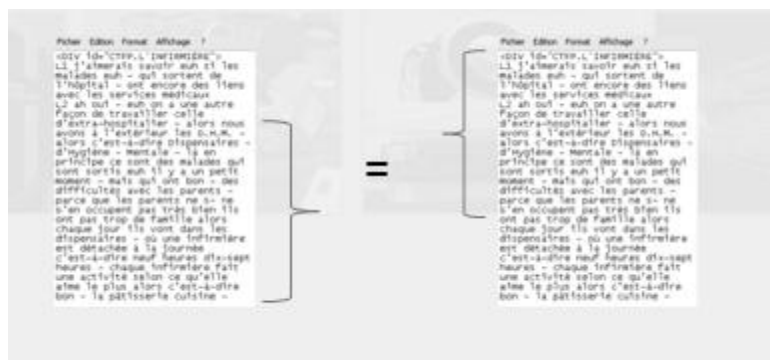 Fichier Edition Format Affichage ?
<DIV id="CTFP.L'INFIRMIÈRE">
L1 j'aimerais savoir euh si les
malades euh - qui sortent de
l'hôpital - ont encore des liens
avec les services médicaux
L2 ah oui - euh on a une autre
façon de travailler celle
d'extra-hospitalier - alors nous
avons à l'extérieur les D.H.M. -
alors c'est-à-dire Dispensaires -
d'Hygiène - Mentale - là en
principe ce sont des malades qui
sont sortis euh il y a un petit
moment - mais qui ont bon - des
difficultés avec les parents -
parce que les parents ne s- ne
s'en occupent pas très bien ils
ont pas trop de famille alors
chaque jour ils vont dans les
dispensaires - où une infirmière
est détachée à la journée
c'est-à-dire neuf heures dix-sept
heures - chaque infirmière fait
une activité selon ce qu'elle
aime le plus alors c'est-à-dire
bon - la pâtisserie cuisine -
=
Fichier Edition Format Affichage ?
<DIV id="CTFP.L'INFIRMIÈRE">
L1 j'aimerais savoir euh si les
malades euh - qui sortent de
l'hôpital - ont encore des liens
avec les services médicaux
L2 ah oui - euh on a une autre
façon de travailler celle
d'extra-hospitalier - alors nous
avons à l'extérieur les D.H.M. -
alors c'est-à-dire Dispensaires -
d'Hygiène - Mentale - là en
principe ce sont des malades qui
sont sortis euh il y a un petit
moment - mais qui ont bon - des
difficultés avec les parents -
parce que les parents ne s- ne
s'en occupent pas très bien ils
ont pas trop de famille alors
chaque jour ils vont dans les
dispensaires - où une infirmière
est détachée à la journée
c'est-à-dire neuf heures dix-sept
heures - chaque infirmière fait
une activité selon ce qu'elle
aime le plus alors c'est-à-dire
bon - la pâtisserie cuisine -